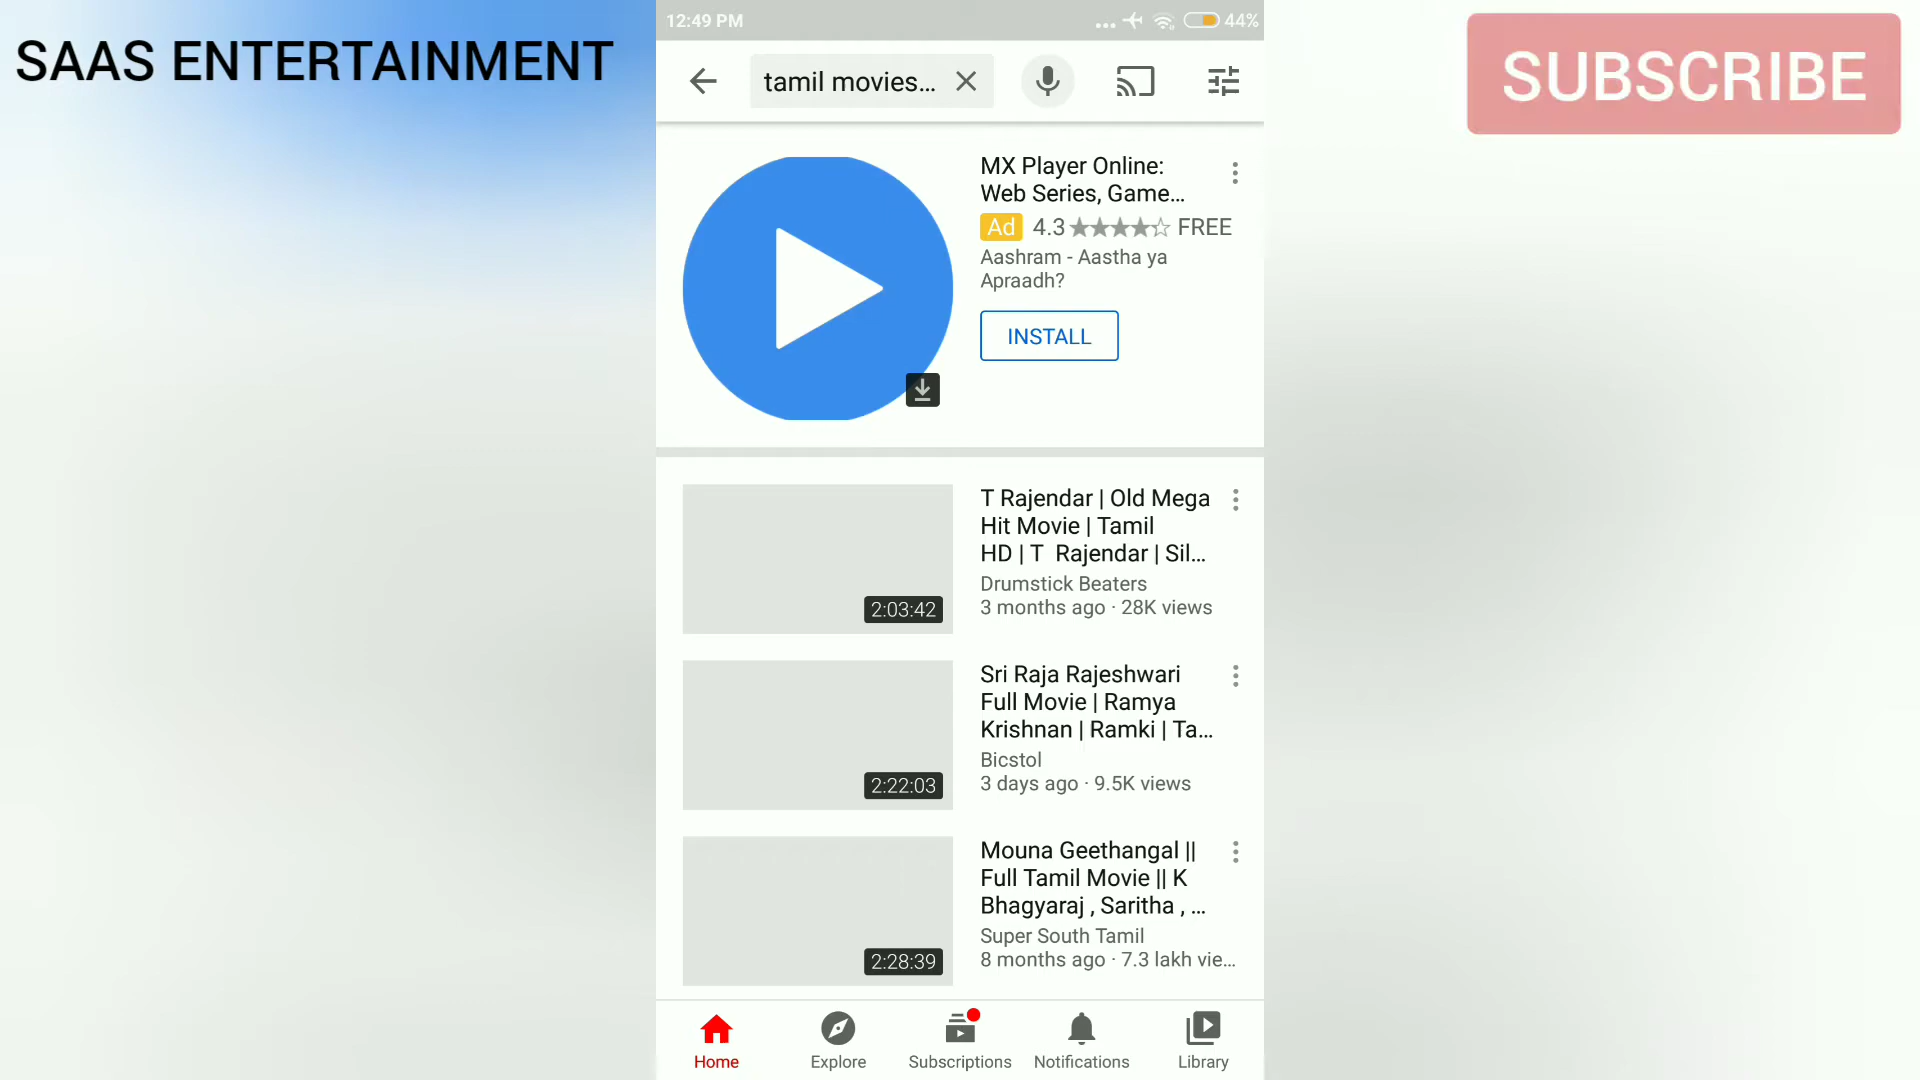 SAAS ENTERTAINMENT
SUBSCRIBE
12:49 PM
44%
tamil movies...
MX Player Online:
Web Series, Game...
Ad 4.3 FREE
Aashram - Aastha ya
Apraadh?
INSTALL
T Rajendar | Old Mega
Hit Movie | Tamil
HD | T Rajendar | Sil...
Drumstick Beaters
3 months ago · 28K views
2:03:42
Sri Raja Rajeshwari
Full Movie | Ramya
Krishnan | Ramki | Ta...
Bicstol
3 days ago · 9.5K views
2:22:03
Mouna Geethangal ||
Full Tamil Movie || K
Bhagyaraj , Saritha , ...
Super South Tamil
8 months ago · 7.3 lakh vie...
2:28:39
Home
Explore
Subscriptions
Notifications
Library